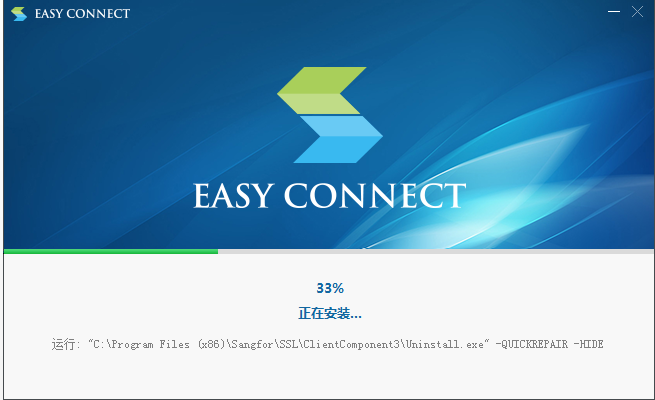 EASY CONNECT
EASY CONNECT
33%
正在安装...
运行: "C:\Program Files (x86)\Sangfor\SSL\ClientComponent3\Uninstall.exe" -QUICKREPAIR -HIDE